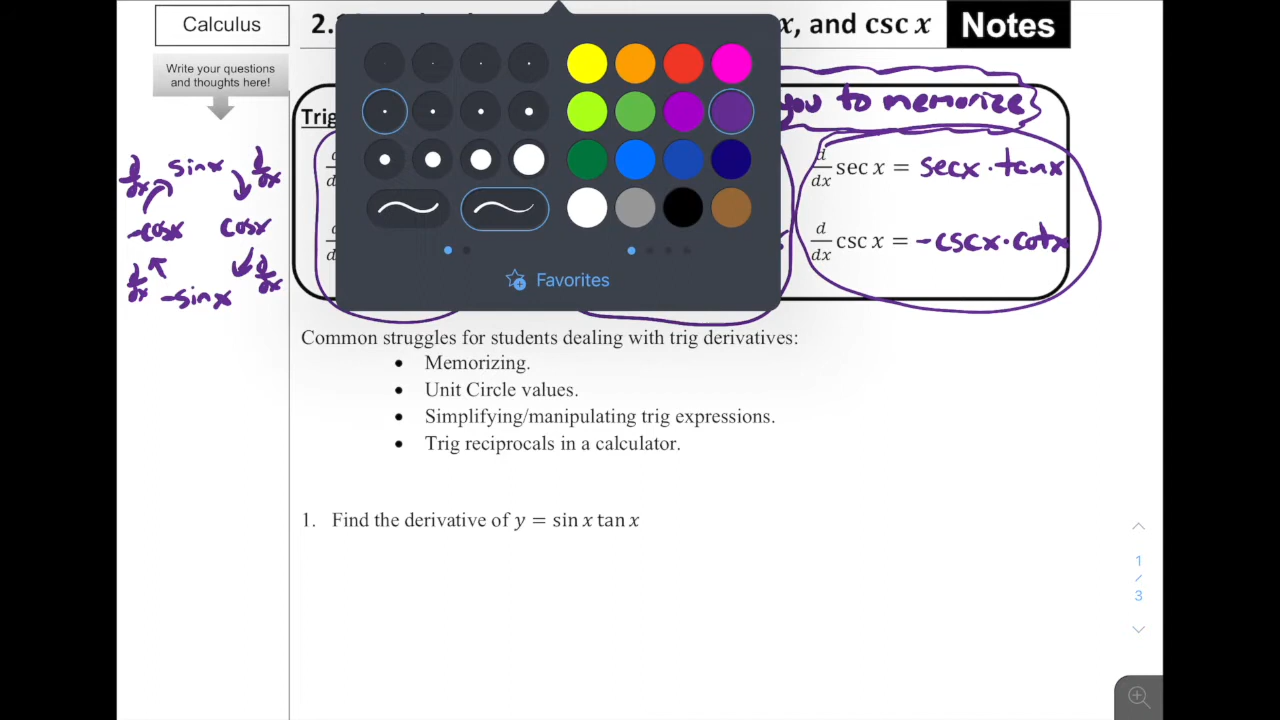 Calculus
2.
x, and csc x
Notes
Write your questions
and thoughts here!
Trig
you to memorize
d/dx sin x d/dx
-cos x cos x
d/dx -sin x d/dx
d/dx sec x = sec x · tan x
d/dx csc x = -csc x · cot x
Favorites
Common struggles for students dealing with trig derivatives:
• Memorizing.
• Unit Circle values.
• Simplifying/manipulating trig expressions.
• Trig reciprocals in a calculator.
1. Find the derivative of y = sin x tan x
1
/
3